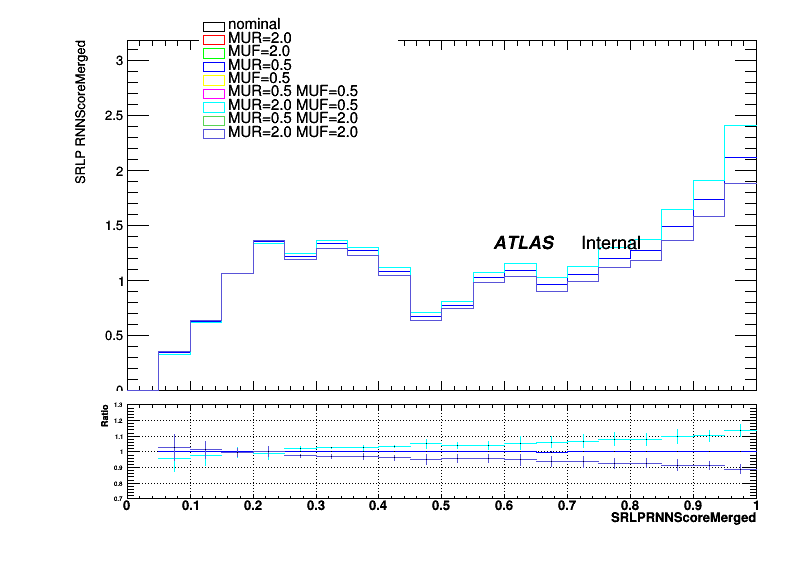 nominal
MUR=2.0
MUF=2.0
MUR=0.5
MUF=0.5
MUR=0.5 MUF=0.5
MUR=2.0 MUF=0.5
MUR=0.5 MUF=2.0
MUR=2.0 MUF=2.0
SRLP RNNScoreMerged
3
2.5
2
1.5
1
0.5
0
ATLAS Internal
Ratio
1.3
1.2
1.1
1
0.9
0.8
0.7
0 0.1 0.2 0.3 0.4 0.5 0.6 0.7 0.8 0.9 1
SRLPRNNScoreMerged